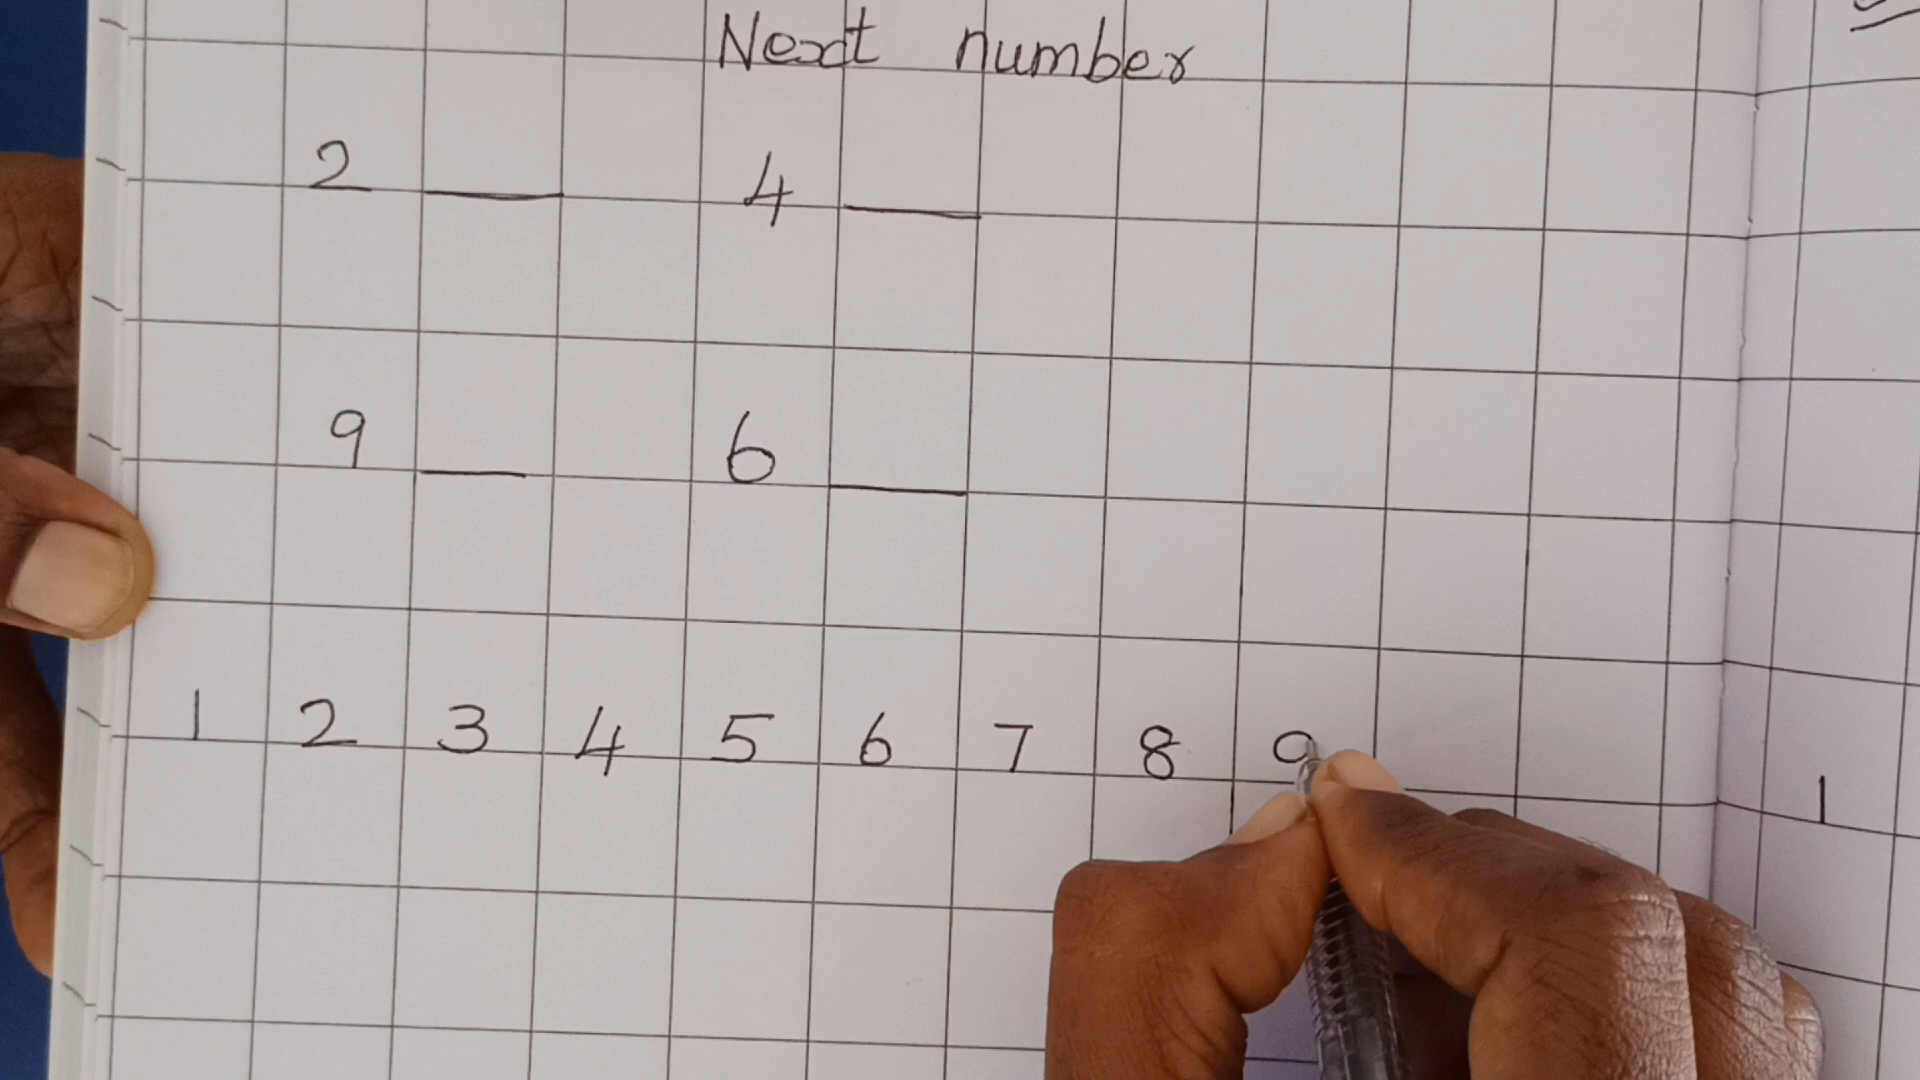 Next number
2 __ 4 __
9 __ 6 __
1 2 3 4 5 6 7 8 9
1